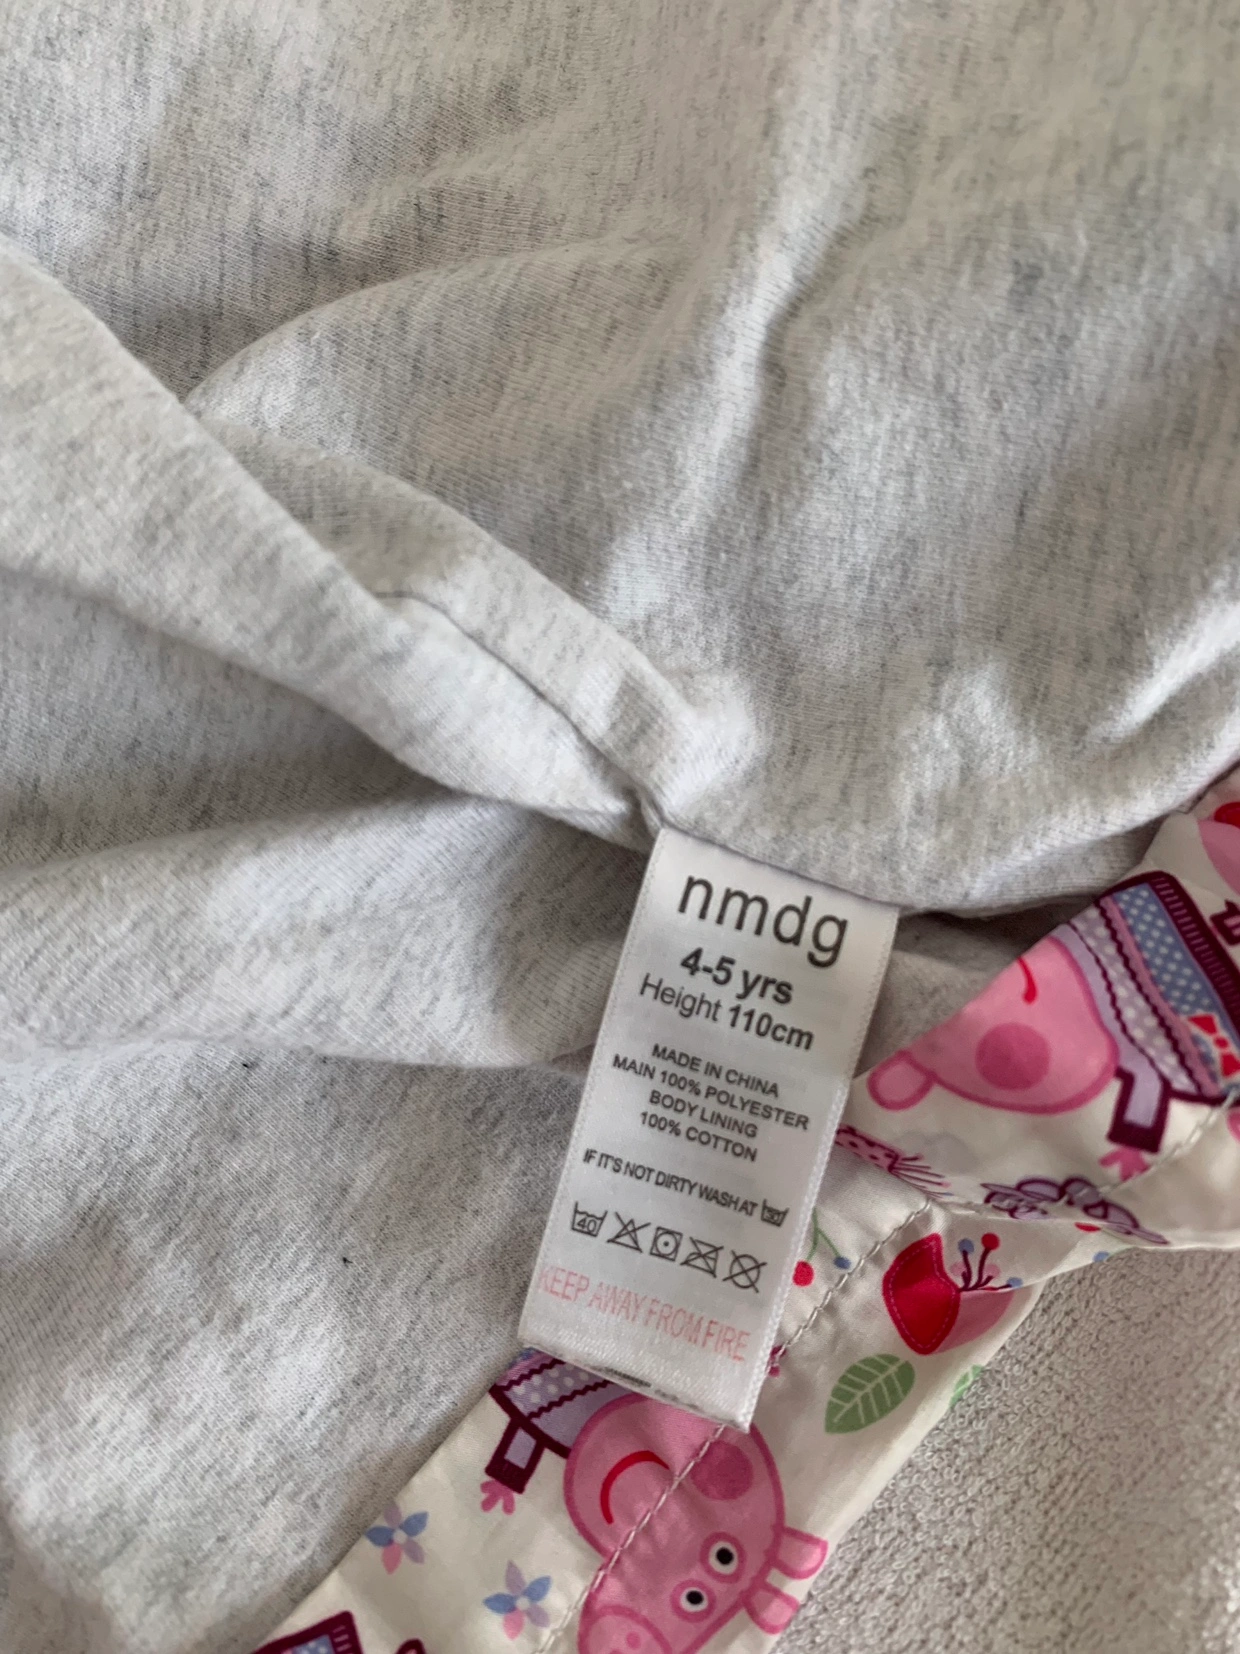 nmdg
4-5 yrs
Height 110cm
MADE IN CHINA
MAIN 100% POLYESTER
BODY LINING
100% COTTON
IF IT'S NOT DIRTY WASH AT 30
40
KEEP AWAY FROM FIRE